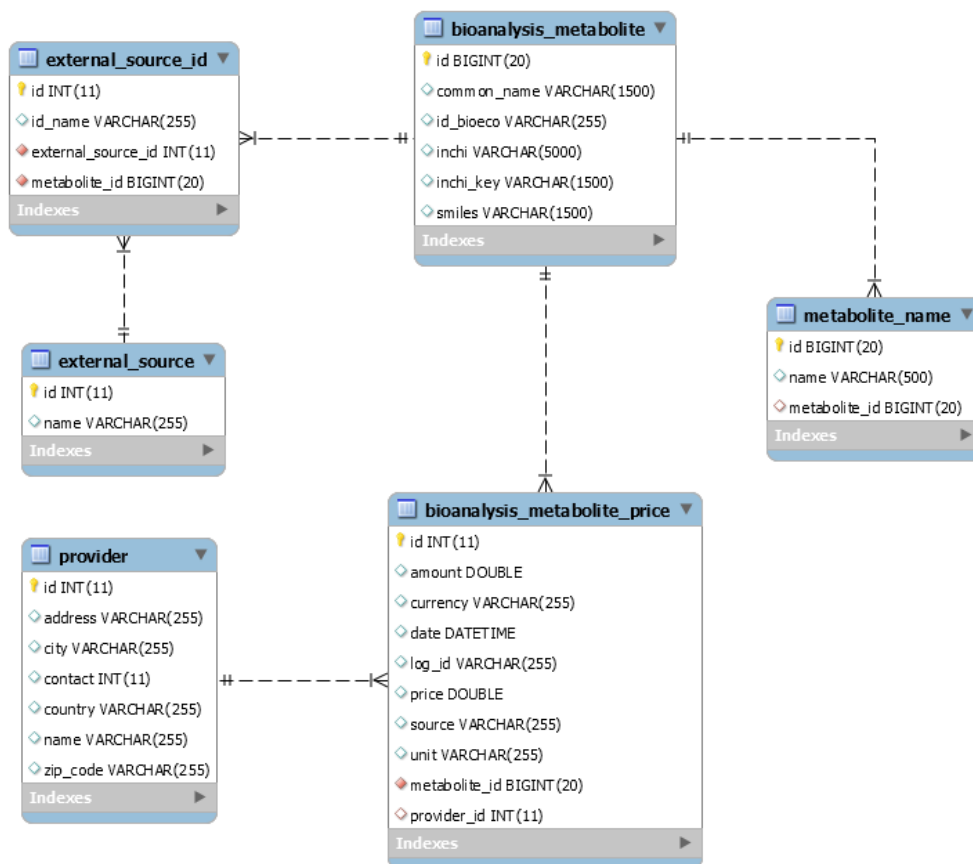 external_source_id
id INT(11)
id_name VARCHAR(255)
external_source_id INT(11)
metabolite_id BIGINT(20)
Indexes
bioanalysis_metabolite
id BIGINT(20)
common_name VARCHAR(1500)
id_bioeco VARCHAR(255)
inchi VARCHAR(5000)
inchi_key VARCHAR(1500)
smiles VARCHAR(1500)
Indexes
metabolite_name
id BIGINT(20)
name VARCHAR(500)
metabolite_id BIGINT(20)
Indexes
external_source
id INT(11)
name VARCHAR(255)
Indexes
bioanalysis_metabolite_price
id INT(11)
amount DOUBLE
currency VARCHAR(255)
date DATETIME
log_id VARCHAR(255)
price DOUBLE
source VARCHAR(255)
unit VARCHAR(255)
metabolite_id BIGINT(20)
provider_id INT(11)
Indexes
provider
id INT(11)
address VARCHAR(255)
city VARCHAR(255)
contact INT(11)
country VARCHAR(255)
name VARCHAR(255)
zip_code VARCHAR(255)
Indexes